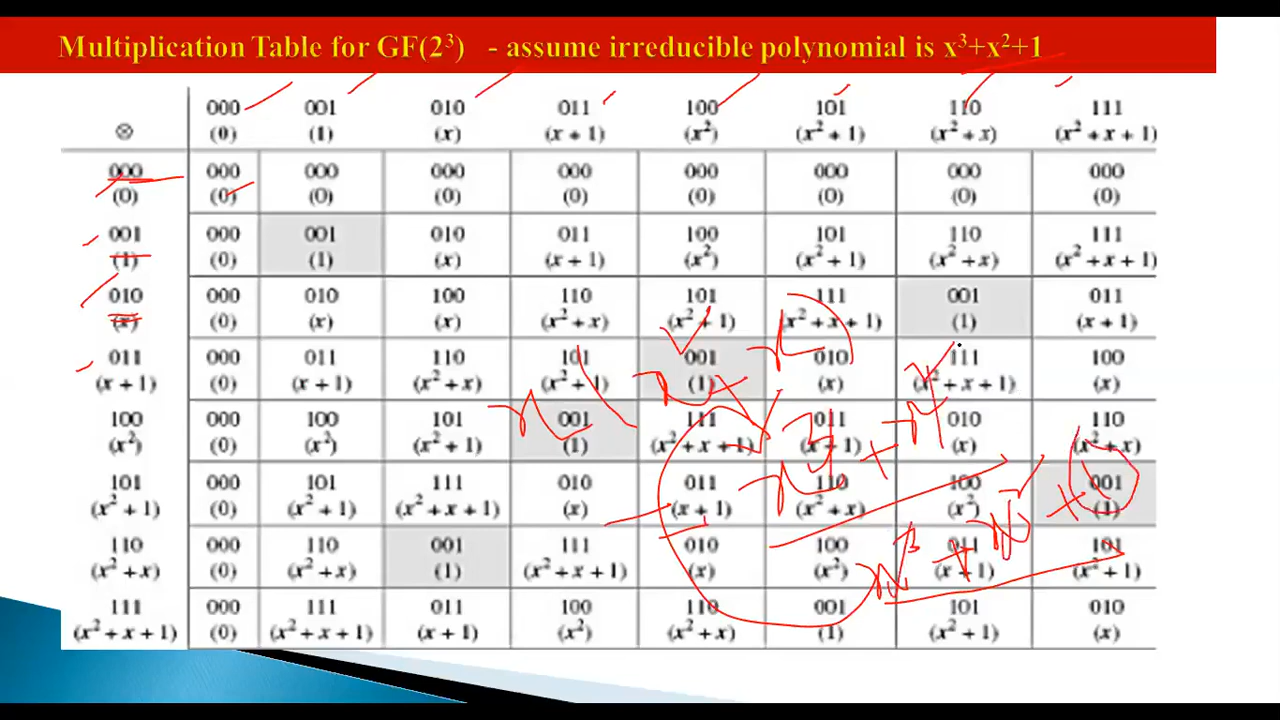 Multiplication Table for GF(2³) - assume irreducible polynomial is x³+x²+1
⊗ 000 001 010 011 100 101 110 111
(0) (1) (x) (x + 1) (x²) (x² + 1) (x² + x) (x² + x + 1)
000 000 000 000 000 000 000 000 000
(0) (0) (0) (0) (0) (0) (0) (0) (0)
001 000 001 010 011 100 101 110 111
(1) (0) (1) (x) (x + 1) (x²) (x² + 1) (x² + x) (x² + x + 1)
010 000 010 100 110 101 111 001 011
(x) (0) (x) (x) (x² + x) (x² + 1) (x² + x + 1) (1) (x + 1)
011 000 011 110 101 001 010 111 100
(x + 1) (0) (x + 1) (x² + x) (x² + 1) (1) (x) (x² + x + 1) (x)
100 000 100 101 001 111 011 010 110
(x²) (0) (x²) (x² + 1) (1) (x² + x + 1) (x + 1) (x) (x² + x)
101 000 101 111 010 011 110 100 001
(x² + 1) (0) (x² + 1) (x² + x + 1) (x) (x + 1) (x² + x) (x²) (1)
110 000 110 001 111 010 100 011 101
(x² + x) (0) (x² + x) (1) (x² + x + 1) (x) (x²) (x + 1) (x² + 1)
111 000 111 011 100 110 001 101 010
(x² + x + 1) (0) (x² + x + 1) (x + 1) (x²) (x² + x) (1) (x² + 1) (x)